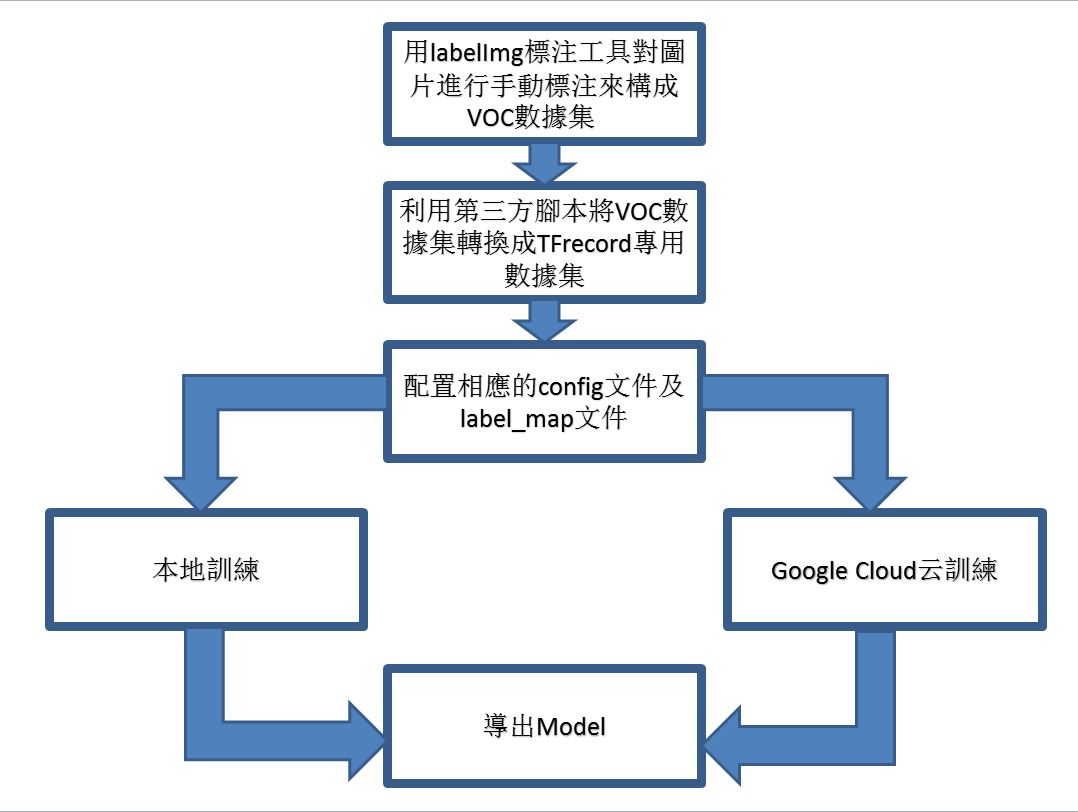 用labelImg標注工具對圖
片進行手動標注來構成
VOC數據集
利用第三方腳本將VOC數
據集轉換成TFrecord專用
數據集
配置相應的config文件及
label_map文件
本地訓練
Google Cloud云訓練
導出Model